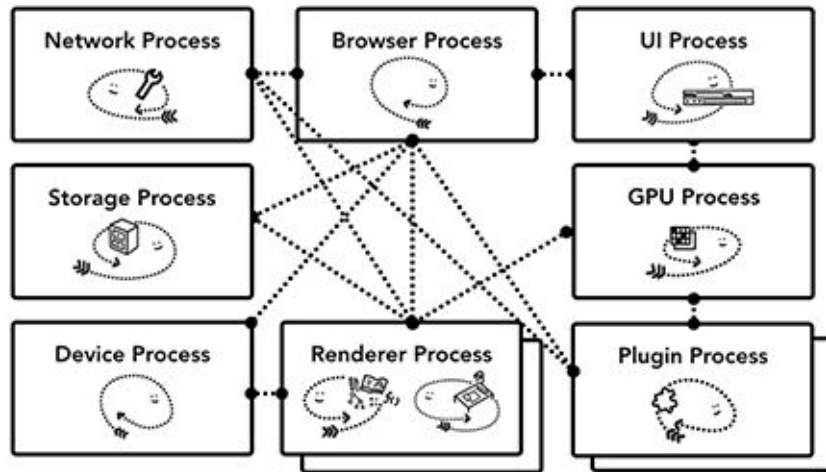 Network Process
Browser Process
UI Process
Storage Process
GPU Process
Device Process
Renderer Process
Plugin Process